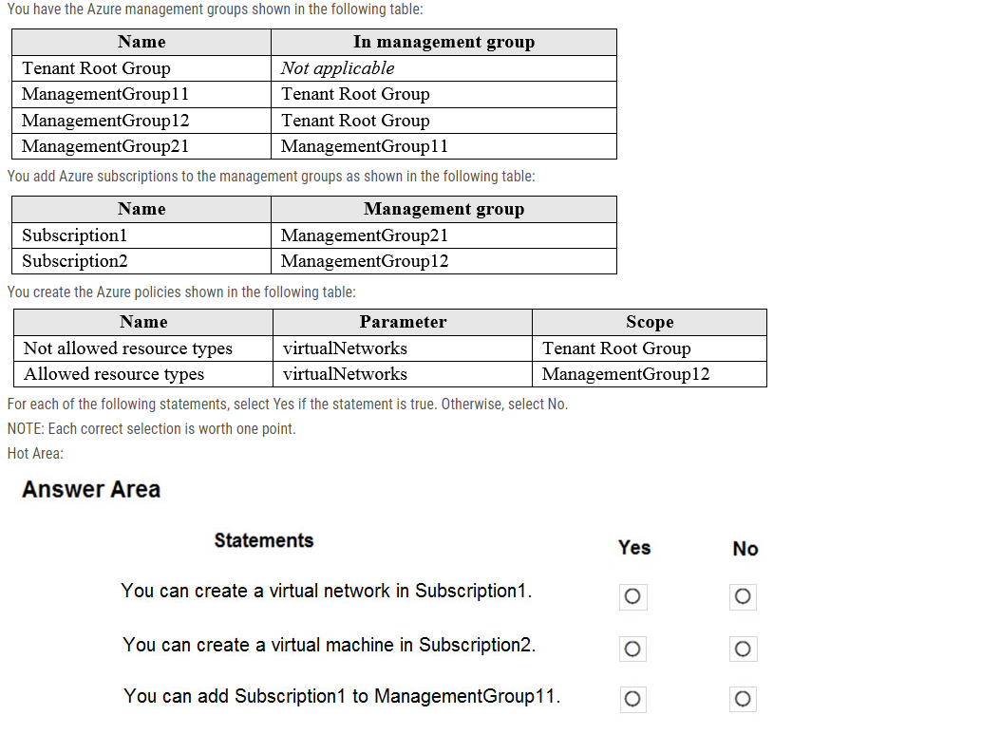 You have the Azure management groups shown in the following table:
Name In management group
Tenant Root Group Not applicable
ManagementGroup11 Tenant Root Group
ManagementGroup12 Tenant Root Group
ManagementGroup21 ManagementGroup11
You add Azure subscriptions to the management groups as shown in the following table:
Name Management group
Subscription1 ManagementGroup21
Subscription2 ManagementGroup12
You create the Azure policies shown in the following table:
Name Parameter Scope
Not allowed resource types virtualNetworks Tenant Root Group
Allowed resource types virtualNetworks ManagementGroup12
For each of the following statements, select Yes if the statement is true. Otherwise, select No.
NOTE: Each correct selection is worth one point.
Hot Area:
Answer Area
Statements Yes No
You can create a virtual network in Subscription1.
You can create a virtual machine in Subscription2.
You can add Subscription1 to ManagementGroup11.